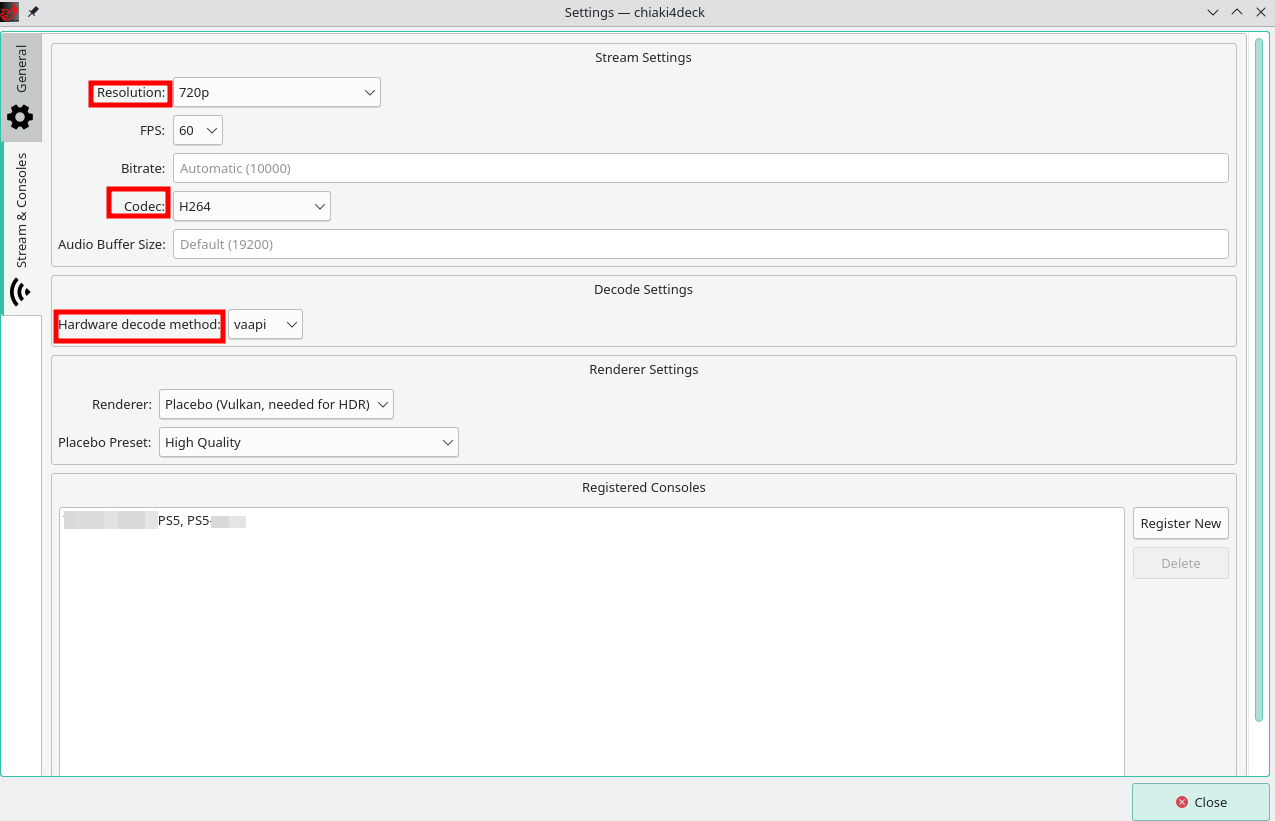 Settings — chiaki4deck
General
Stream & Consoles
Stream Settings
Resolution: 720p
FPS: 60
Bitrate: Automatic (10000)
Codec: H264
Audio Buffer Size: Default (19200)
Decode Settings
Hardware decode method: vaapi
Renderer Settings
Renderer: Placebo (Vulkan, needed for HDR)
Placebo Preset: High Quality
Registered Consoles
PS5, PS5-
Register New
Delete
Close